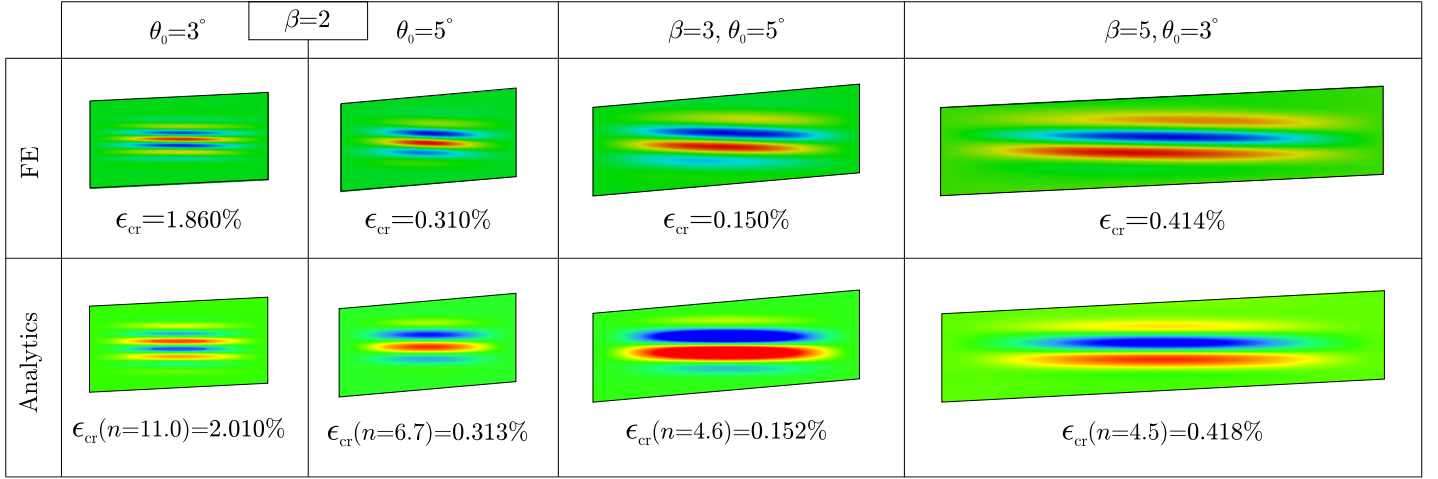 θ₀=3° β=2 θ₀=5° β=3, θ₀=5° β=5, θ₀=3°
FE
ϵcr=1.860% ϵcr=0.310% ϵcr=0.150% ϵcr=0.414%
Analytics
ϵcr(n=11.0)=2.010% ϵcr(n=6.7)=0.313% ϵcr(n=4.6)=0.152% ϵcr(n=4.5)=0.418%